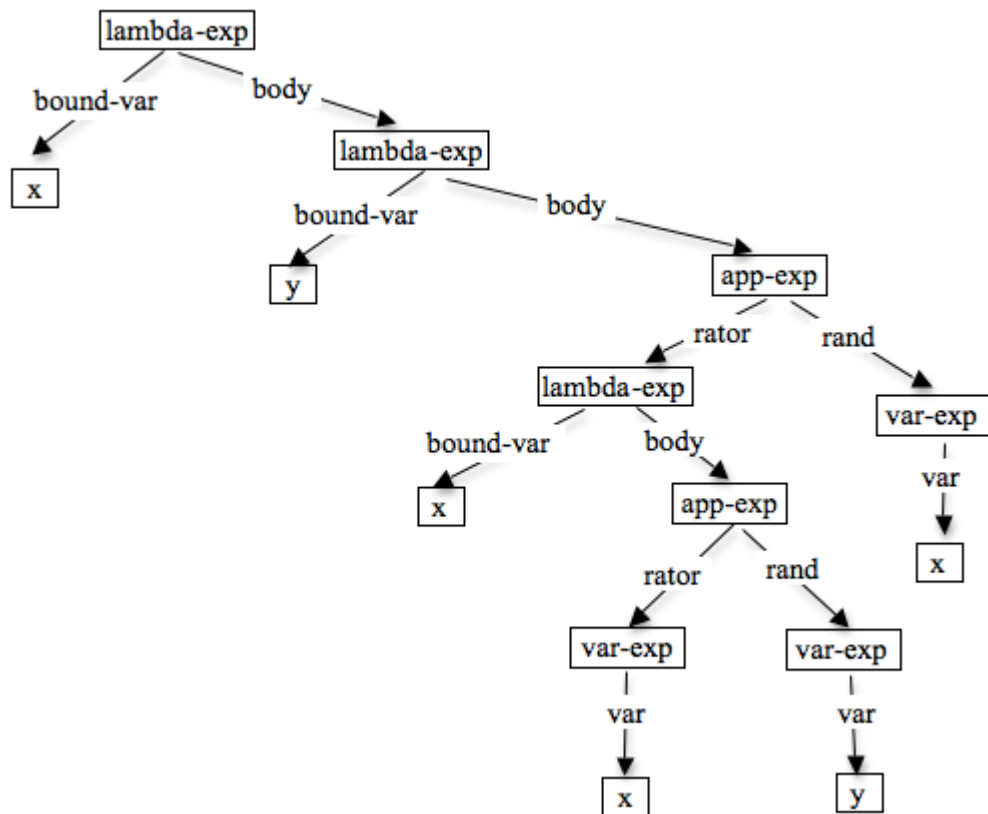 lambda-exp
bound-var
body
lambda-exp
x
bound-var
body
y
app-exp
rator
rand
lambda-exp
var-exp
bound-var
body
var
x
app-exp
x
rator
rand
var-exp
var-exp
var
var
x
y